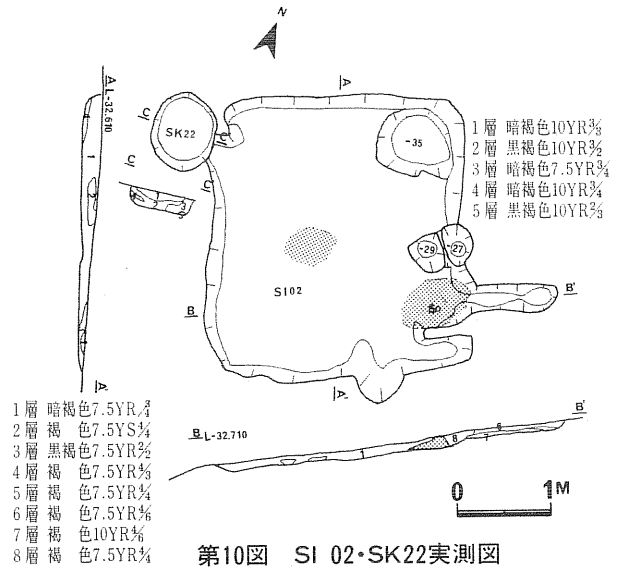 N
A
L-32.610
A
C
SK22
C'
C
C
-35
1
2
1層 暗褐色10YR3/3
2層 黒褐色10YR3/2
3層 暗褐色7.5YR3/4
4層 暗褐色10YR3/4
5層 黒褐色10YR2/3
-29
-27
SI02
B
B'
A'
A'
1層 暗褐色7.5YR3/4
2層 褐 色7.5YS4/4
3層 黒褐色7.5YR2/2
4層 褐 色7.5YR4/3
5層 褐 色7.5YR4/4
6層 褐 色7.5YR4/6
7層 褐 色10YR4/6
8層 褐 色7.5YR4/4
B L-32.710
B'
1
8
6
7
0 1M
第10図 SI 02・SK22実測図